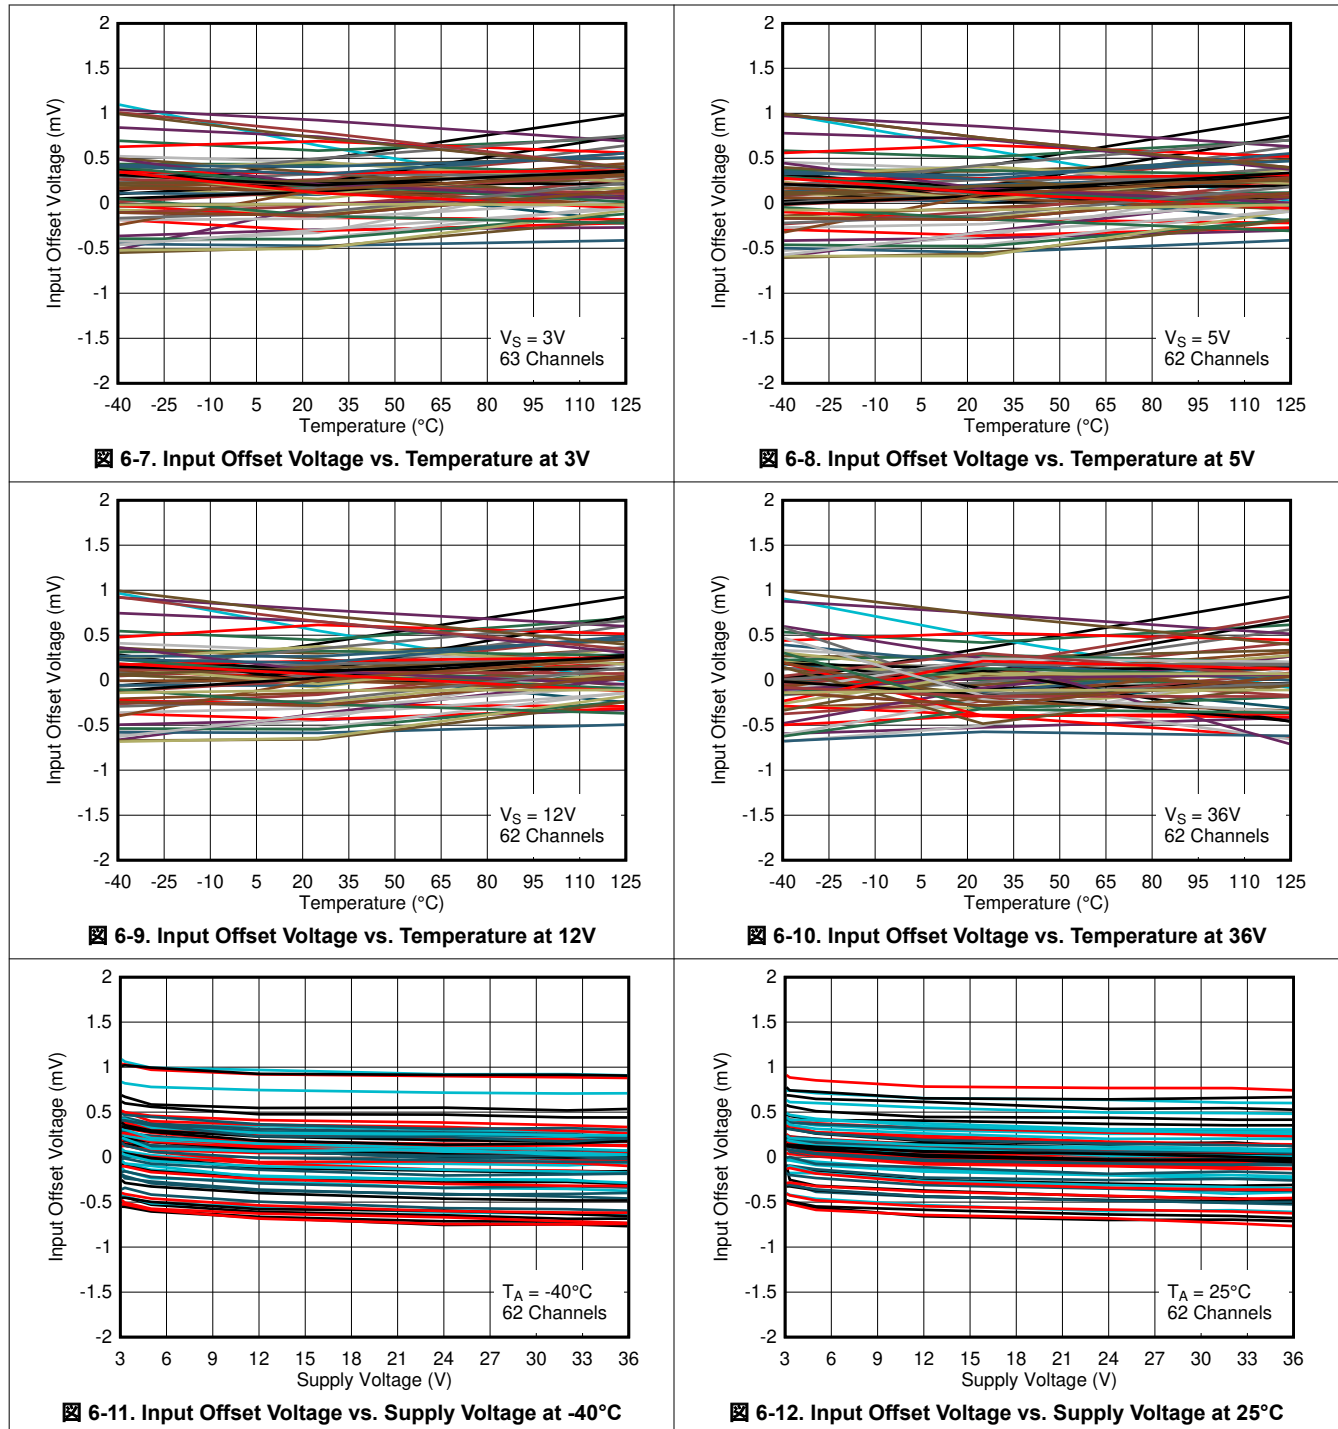 2
1.5
1
0.5
0
-0.5
-1
-1.5
-2
Input Offset Voltage (mV)
VS = 3V
63 Channels
-40 -25 -10 5 20 35 50 65 80 95 110 125
Temperature (°C)
図 6-7. Input Offset Voltage vs. Temperature at 3V
2
1.5
1
0.5
0
-0.5
-1
-1.5
-2
Input Offset Voltage (mV)
VS = 5V
62 Channels
-40 -25 -10 5 20 35 50 65 80 95 110 125
Temperature (°C)
図 6-8. Input Offset Voltage vs. Temperature at 5V
2
1.5
1
0.5
0
-0.5
-1
-1.5
-2
Input Offset Voltage (mV)
VS = 12V
62 Channels
-40 -25 -10 5 20 35 50 65 80 95 110 125
Temperature (°C)
図 6-9. Input Offset Voltage vs. Temperature at 12V
2
1.5
1
0.5
0
-0.5
-1
-1.5
-2
Input Offset Voltage (mV)
VS = 36V
62 Channels
-40 -25 -10 5 20 35 50 65 80 95 110 125
Temperature (°C)
図 6-10. Input Offset Voltage vs. Temperature at 36V
2
1.5
1
0.5
0
-0.5
-1
-1.5
-2
Input Offset Voltage (mV)
TA = -40°C
62 Channels
3 6 9 12 15 18 21 24 27 30 33 36
Supply Voltage (V)
図 6-11. Input Offset Voltage vs. Supply Voltage at -40°C
2
1.5
1
0.5
0
-0.5
-1
-1.5
-2
Input Offset Voltage (mV)
TA = 25°C
62 Channels
3 6 9 12 15 18 21 24 27 30 33 36
Supply Voltage (V)
図 6-12. Input Offset Voltage vs. Supply Voltage at 25°C